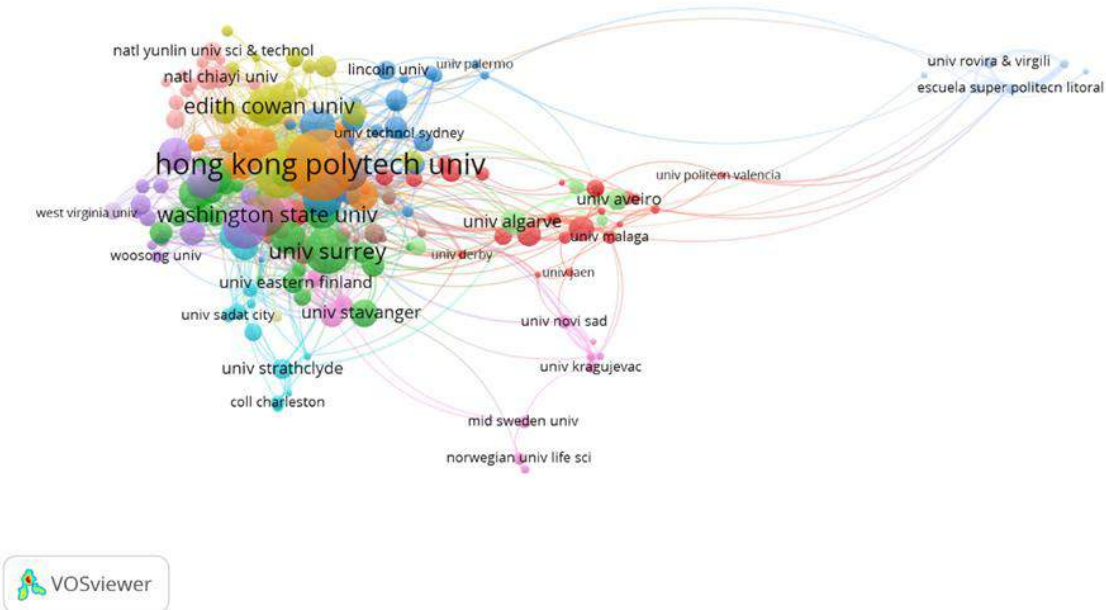 natl yunlin univ sci & technol
univ rovira & virgili
lincoln univ
univ palermo
natl chiayi univ
escuela super politecn litoral
edith cowan univ
univ technol sydney
hong kong polytech univ
univ politecn valencia
univ aveiro
west virginia univ
washington state univ
univ algarve
univ malaga
woosong univ
univ surrey
univ derby
univ jaen
univ eastern finland
univ sadat city
univ stavanger
univ novi sad
univ strathclyde
univ kragujevac
coll charleston
mid sweden univ
norwegian univ life sci
VOSviewer